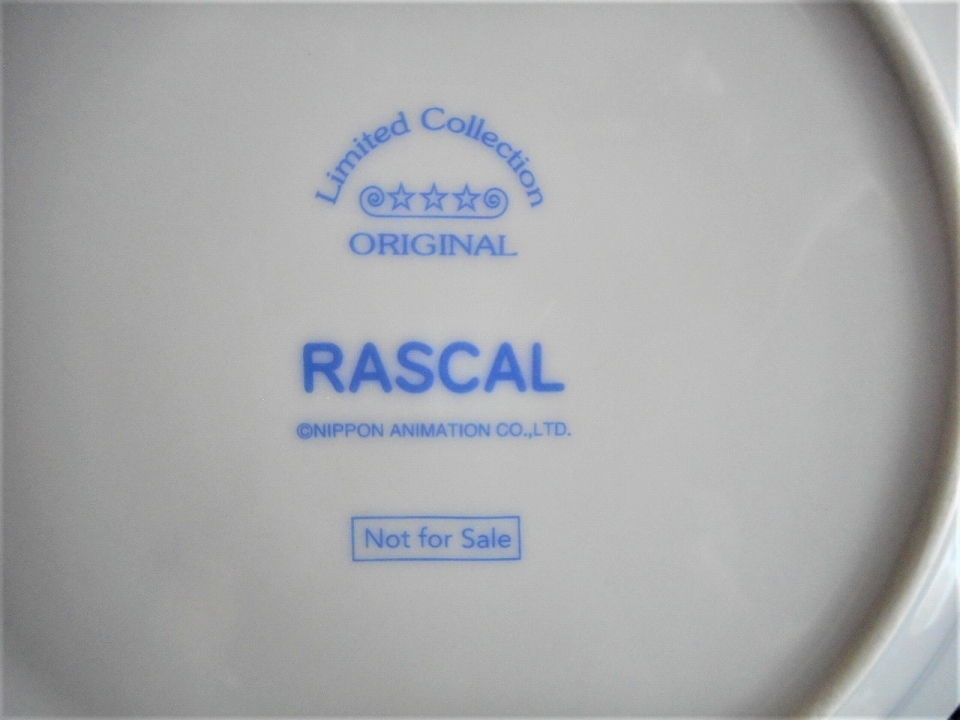 Limited Collection
ORIGINAL
RASCAL
©NIPPON ANIMATION CO.,LTD.
Not for Sale